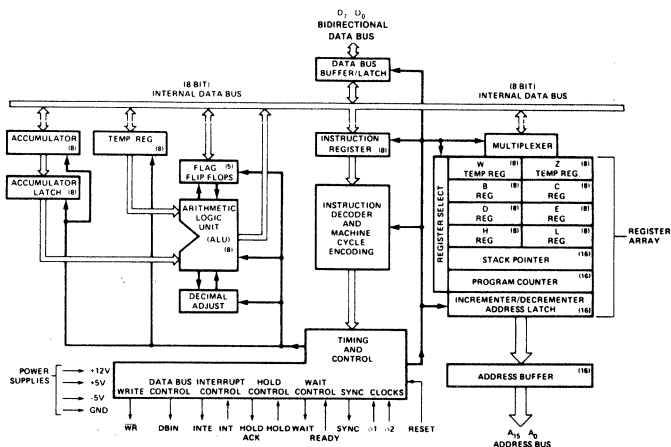 D7 D0
BIDIRECTIONAL
DATA BUS
DATA BUS
BUFFER/LATCH
(8 BIT)
INTERNAL DATA BUS
(8 BIT)
INTERNAL DATA BUS
ACCUMULATOR
(8)
TEMP REG
(8)
INSTRUCTION
REGISTER (8)
MULTIPLEXER
ACCUMULATOR
LATCH (8)
FLAG (5)
FLIP FLOPS
ARITHMETIC
LOGIC
UNIT
(ALU)
(8)
DECIMAL
ADJUST
INSTRUCTION
DECODER
AND
MACHINE
CYCLE
ENCODING
REGISTER SELECT
W (8)
TEMP REG
Z (8)
TEMP REG.
B (8)
REG
C (8)
REG
D (8)
REG
E (8)
REG
H (8)
REG
L (8)
REG
STACK POINTER (16)
PROGRAM COUNTER (16)
INCREMENTER/DECREMENTER
ADDRESS LATCH (16)
REGISTER
ARRAY
TIMING
AND
CONTROL
ADDRESS BUFFER (16)
POWER
SUPPLIES
+12V
+5V
-5V
GND
WRITE
DATA BUS
CONTROL
INTERRUPT
CONTROL
HOLD
CONTROL
WAIT
CONTROL
SYNC
CLOCKS
WR
DBIN
INTE
INT
HOLD
ACK
HOLD
WAIT
READY
SYNC
φ1
φ2
RESET
A15 A0
ADDRESS BUS